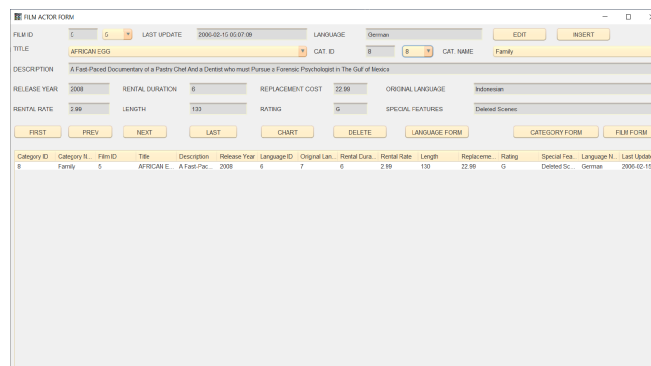 FILM ACTOR FORM
FILM ID 5 5 LAST UPDATE 2006-02-15 05:07:09 LANGUAGE German EDIT INSERT
TITLE AFRICAN EGG CAT. ID 8 8 CAT. NAME Family
DESCRIPTION A Fast-Paced Documentary of a Pastry Chef And a Dentist who must Pursue a Forensic Psychologist in The Gulf of Mexico
RELEASE YEAR 2008 RENTAL DURATION 6 REPLACEMENT COST 22.99 ORIGINAL LANGUAGE Indonesian
RENTAL RATE 2.99 LENGTH 130 RATING G SPECIAL FEATURES Deleted Scenes
FIRST PREV NEXT LAST CHART DELETE LANGUAGE FORM CATEGORY FORM FILM FORM
Category ID Category N... Film ID Title Description Release Year Language ID Original Lan... Rental Dura... Rental Rate Length Replaceme... Rating Special Fea... Language N... Last Update
8 Family 5 AFRICAN E... A Fast-Pac... 2008 6 7 6 2.99 130 22.99 G Deleted Sc... German 2006-02-15